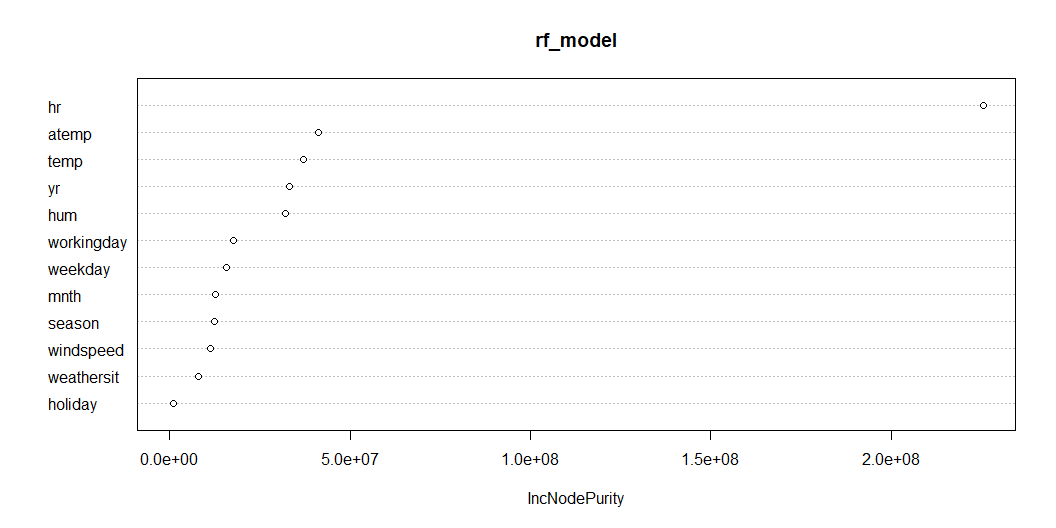 rf_model
hr
atemp
temp
yr
hum
workingday
weekday
mnth
season
windspeed
weathersit
holiday
0.0e+00 5.0e+07 1.0e+08 1.5e+08 2.0e+08
IncNodePurity